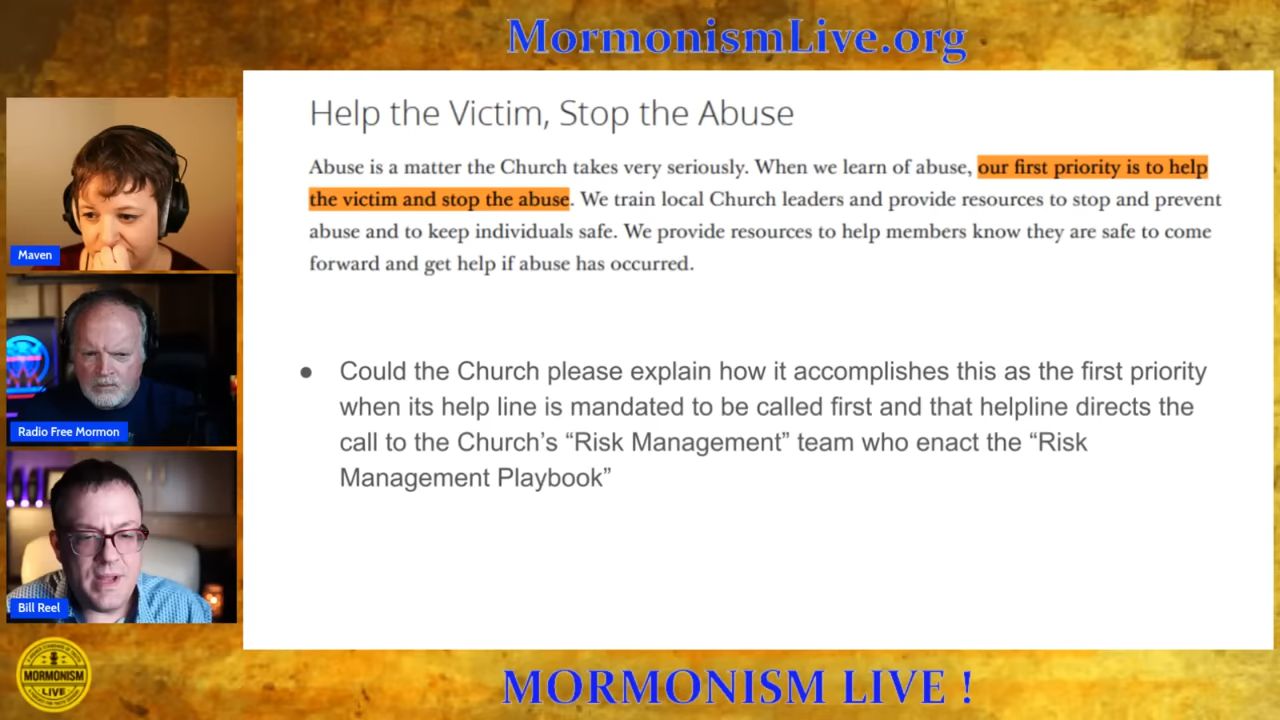 MormonismLive.org
Help the Victim, Stop the Abuse
Abuse is a matter the Church takes very seriously. When we learn of abuse, our first priority is to help
the victim and stop the abuse. We train local Church leaders and provide resources to stop and prevent
abuse and to keep individuals safe. We provide resources to help members know they are safe to come
forward and get help if abuse has occurred.
● Could the Church please explain how it accomplishes this as the first priority
when its help line is mandated to be called first and that helpline directs the
call to the Church’s “Risk Management” team who enact the “Risk
Management Playbook”
Maven
Radio Free Mormon
Bill Reel
MORMONISM
LIVE
MORMONISM LIVE !